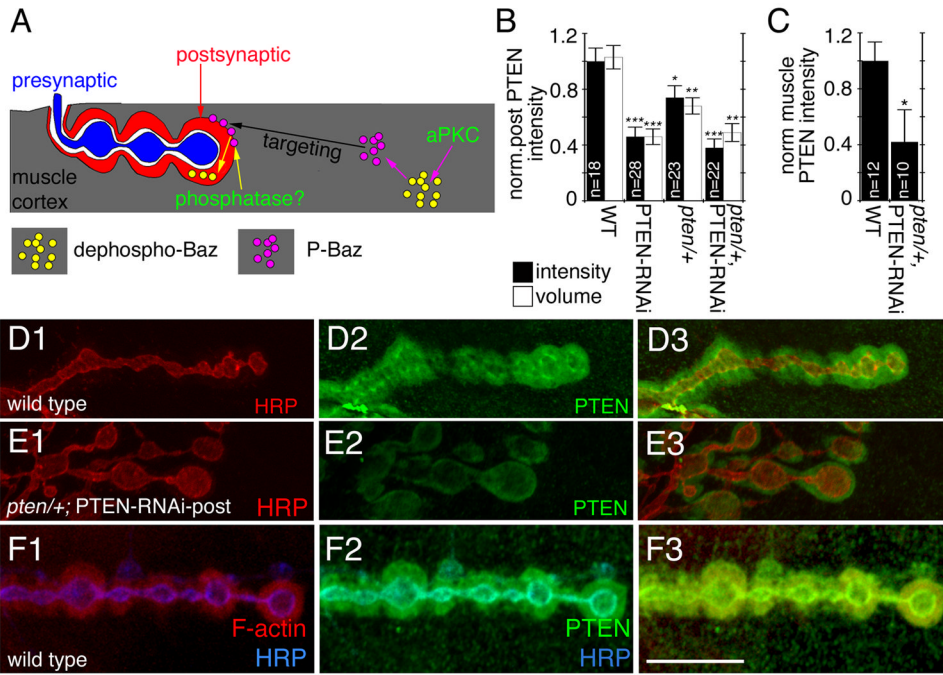 A
presynaptic
postsynaptic
aPKC
targeting
muscle
cortex
phosphatase?
dephospho-Baz
P-Baz
B
norm.post PTEN
intensity
1.2
0.8
0.4
0
***
***
*
**
***
**
n=18
n=28
n=23
n=22
WT
PTEN-RNAi
pten/+
pten/+,
PTEN-RNAi
intensity
volume
C
norm muscle
PTEN intensity
1.2
0.8
0.4
0
*
n=12
n=10
WT
pten/+,
PTEN-RNAi
D1
wild type
HRP
D2
PTEN
D3
E1
pten/+; PTEN-RNAi-post
HRP
E2
PTEN
E3
F1
F-actin
wild type
HRP
F2
PTEN
HRP
F3